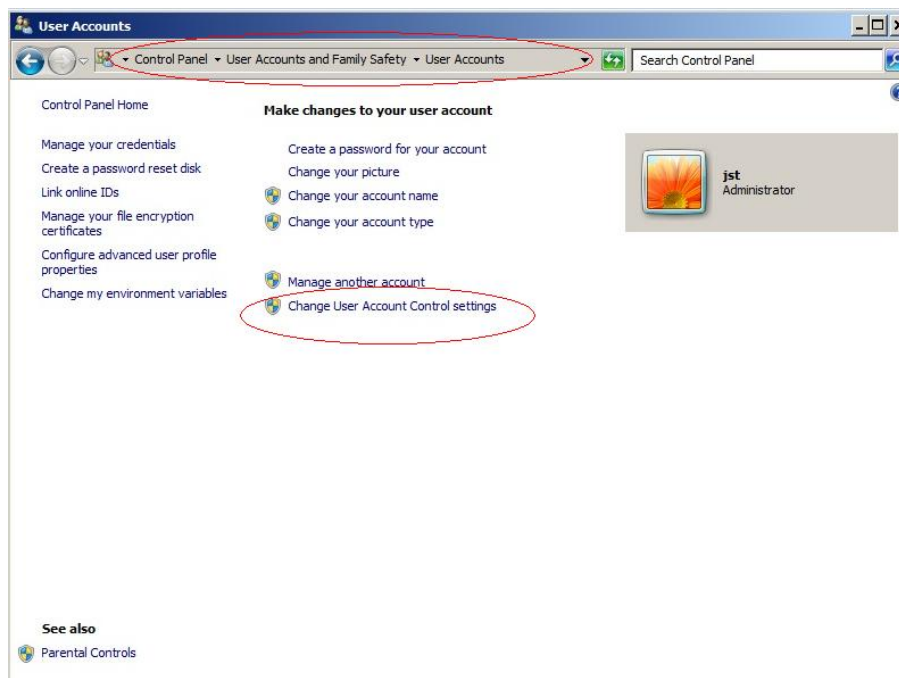 User Accounts
Control Panel User Accounts and Family Safety User Accounts
Search Control Panel
Control Panel Home
Manage your credentials
Create a password reset disk
Link online IDs
Manage your file encryption
certificates
Configure advanced user profile
properties
Change my environment variables
Make changes to your user account
Create a password for your account
Change your picture
Change your account name
Change your account type
Manage another account
Change User Account Control settings
jst
Administrator
See also
Parental Controls